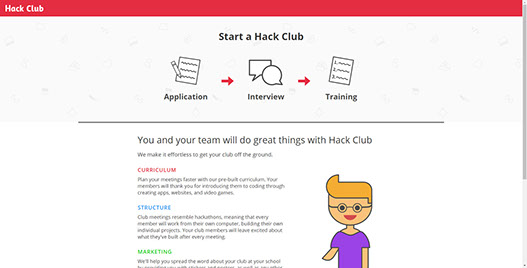 Hack Club
Start a Hack Club
Application
Interview
Training
You and your team will do great things with Hack Club
We make it effortless to get your club off the ground.
CURRICULUM
Plan your meetings faster with our pre-built curriculum. Your
members will thank you for introducing them to coding through
creating apps, websites, and video games.
STRUCTURE
Club meetings resemble hackathons, meaning that every
member will work from their own computer, building their own
individual projects. Your club members will leave excited about
what they've built after every meeting.
MARKETING
We'll help you spread the word about your club at your school